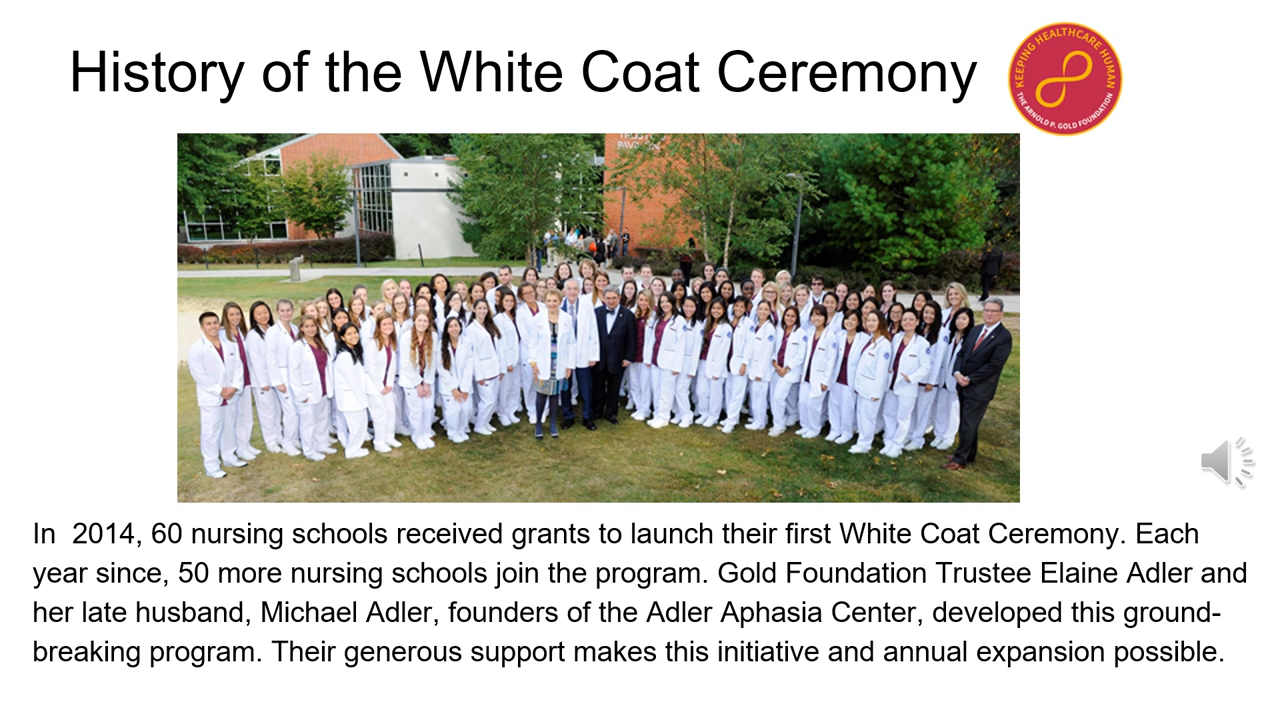 History of the White Coat Ceremony
KEEPING HEALTHCARE HUMAN
THE ARNOLD P. GOLD FOUNDATION
In  2014, 60 nursing schools received grants to launch their first White Coat Ceremony. Each
year since, 50 more nursing schools join the program. Gold Foundation Trustee Elaine Adler and
her late husband, Michael Adler, founders of the Adler Aphasia Center, developed this ground-
breaking program. Their generous support makes this initiative and annual expansion possible.